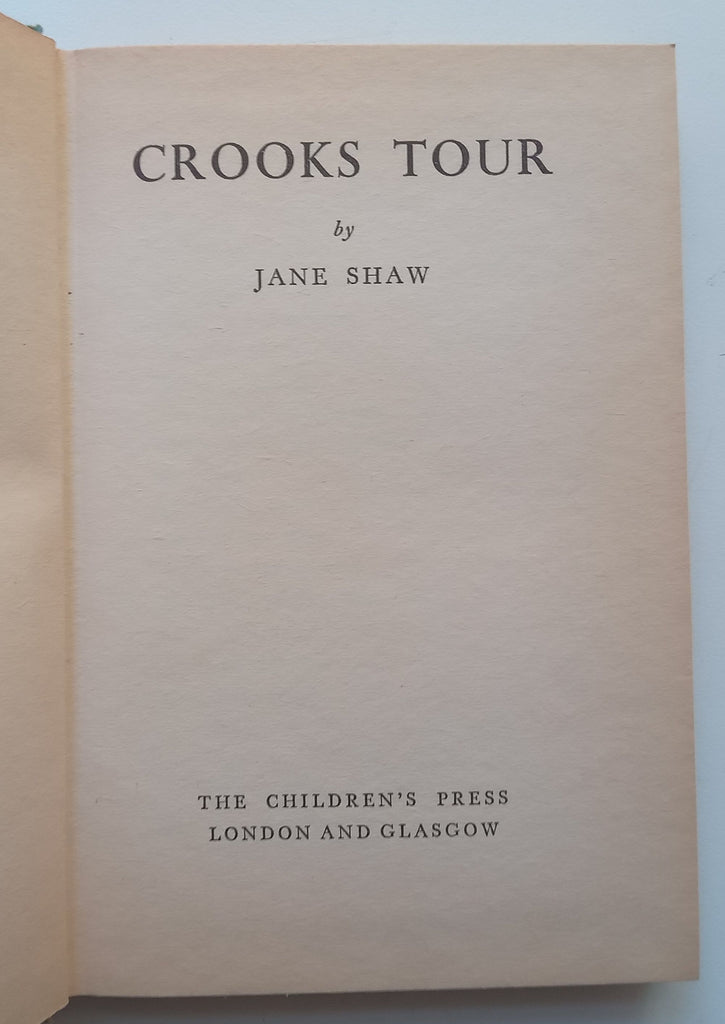 CROOKS TOUR
by
JANE SHAW
THE CHILDREN'S PRESS
LONDON AND GLASGOW